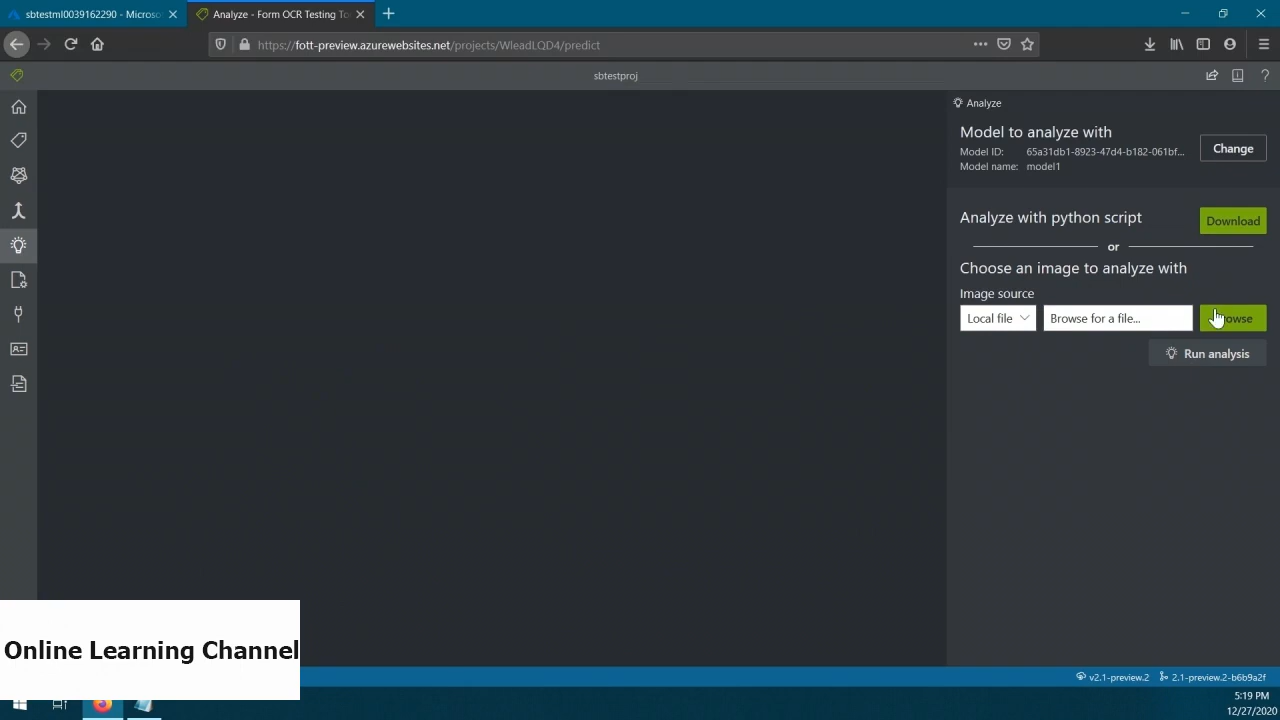 sbtestml0039162290 - Microso
Analyze - Form OCR Testing To
https://fott-preview.azurewebsites.net/projects/WleadLQD4/predict
sbtestproj
Analyze
Model to analyze with
Model ID: 65a31db1-8923-47d4-b182-061bf...
Model name: model1
Change
Analyze with python script
Download
or
Choose an image to analyze with
Image source
Local file
Browse for a file...
owse
Run analysis
Online Learning Channel
v2.1-preview.2
2.1-preview.2-b6b9a2f
5:19 PM
12/27/2020